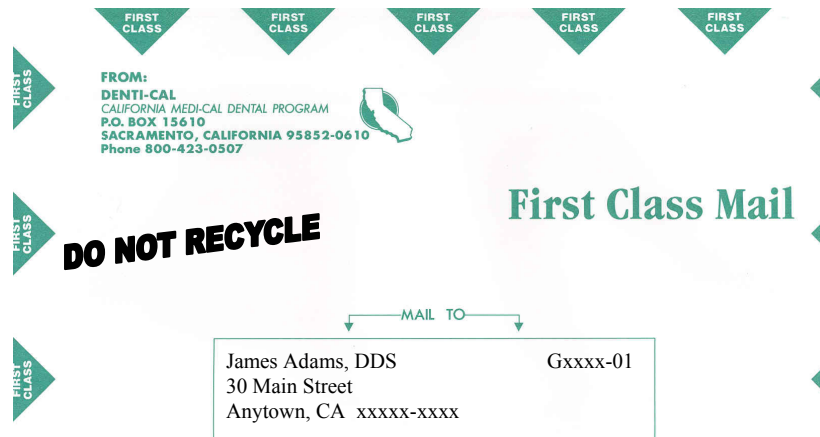 FIRST CLASS
FIRST CLASS
FIRST CLASS
FIRST CLASS
FIRST CLASS
FIRST CLASS
FROM:
DENTI-CAL
CALIFORNIA MEDI-CAL DENTAL PROGRAM
P.O. BOX 15610
SACRAMENTO, CALIFORNIA 95852-0610
Phone 800-423-0507
First Class Mail
FIRST CLASS
DO NOT RECYCLE
MAIL TO
James Adams, DDS Gxxxx-01
30 Main Street
Anytown, CA xxxxx-xxxx
FIRST CLASS